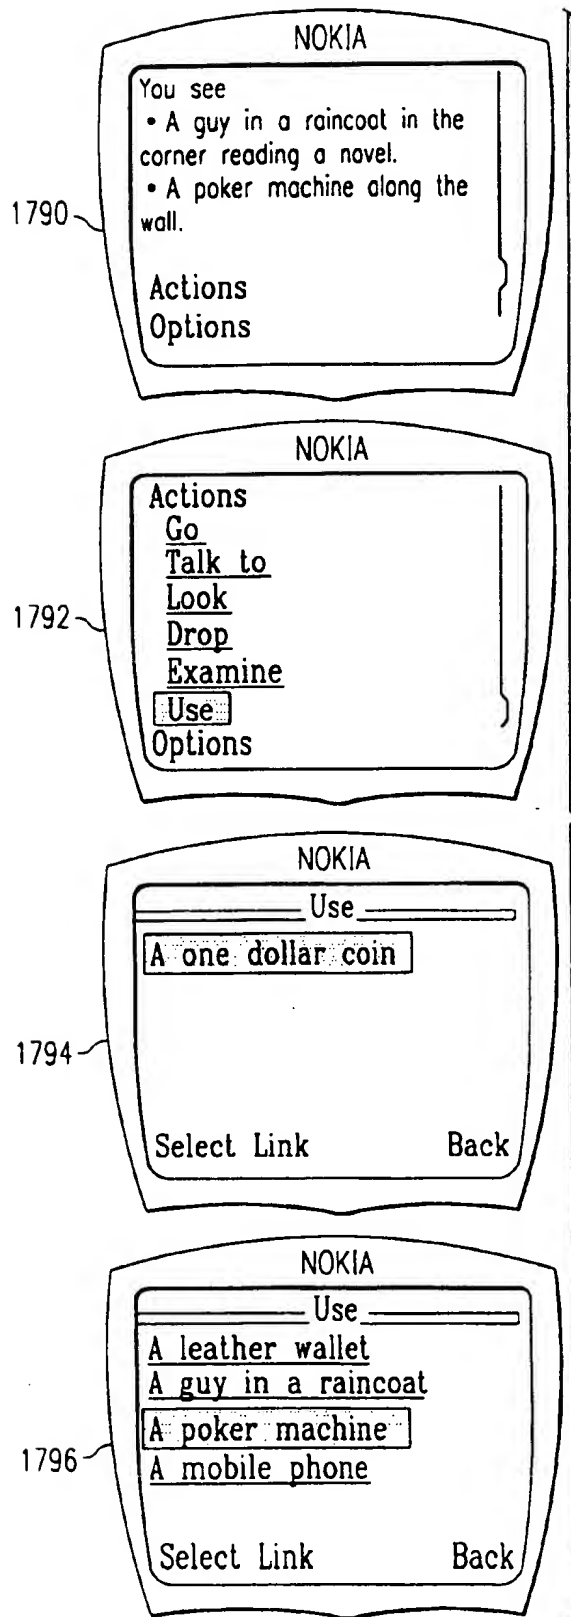 NOKIA
You see
• A guy in a raincoat in the
corner reading a novel.
• A poker machine along the
wall.
1790
Actions
Options
NOKIA
Actions
Go
Talk to
Look
1792
Drop
Examine
Use
Options
NOKIA
Use
A one dollar coin
1794
Select Link Back
NOKIA
Use
A leather wallet
A guy in a raincoat
A poker machine
1796
A mobile phone
Select Link Back